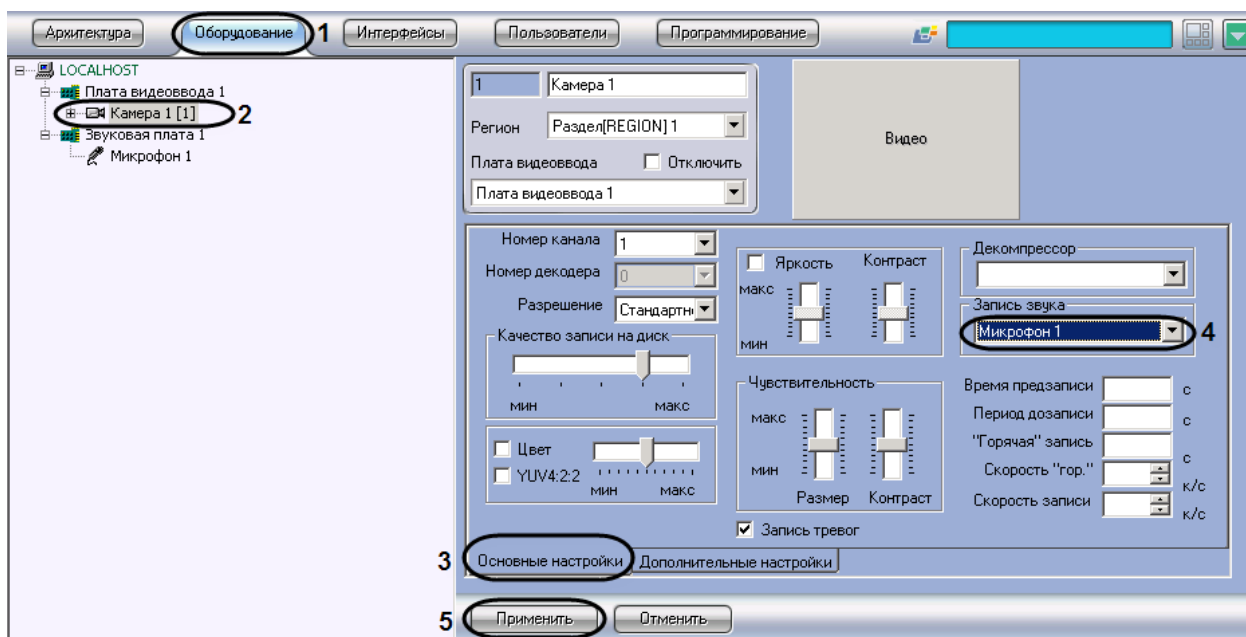 Архитектура Оборудование 1 Интерфейсы Пользователи Программирование
LOCALHOST
Плата видеоввода 1
Камера 1 [1] 2
Звуковая плата 1
Микрофон 1
1 Камера 1
Регион Раздел[REGION] 1
Плата видеоввода Отключить
Плата видеоввода 1
Видео
Номер канала 1
Номер декодера 0
Разрешение Стандартн
Качество записи на диск
мин макс
Цвет
YUV4:2:2
мин макс
Яркость Контраст
макс
мин
Чувствительность
макс
мин
Размер Контраст
Запись тревог
Декомпрессор
Запись звука
Микрофон 1 4
Время предзаписи с
Период дозаписи с
"Горячая" запись с
Скорость "гор." к/с
Скорость записи к/с
3 Основные настройки Дополнительные настройки
5 Применить Отменить